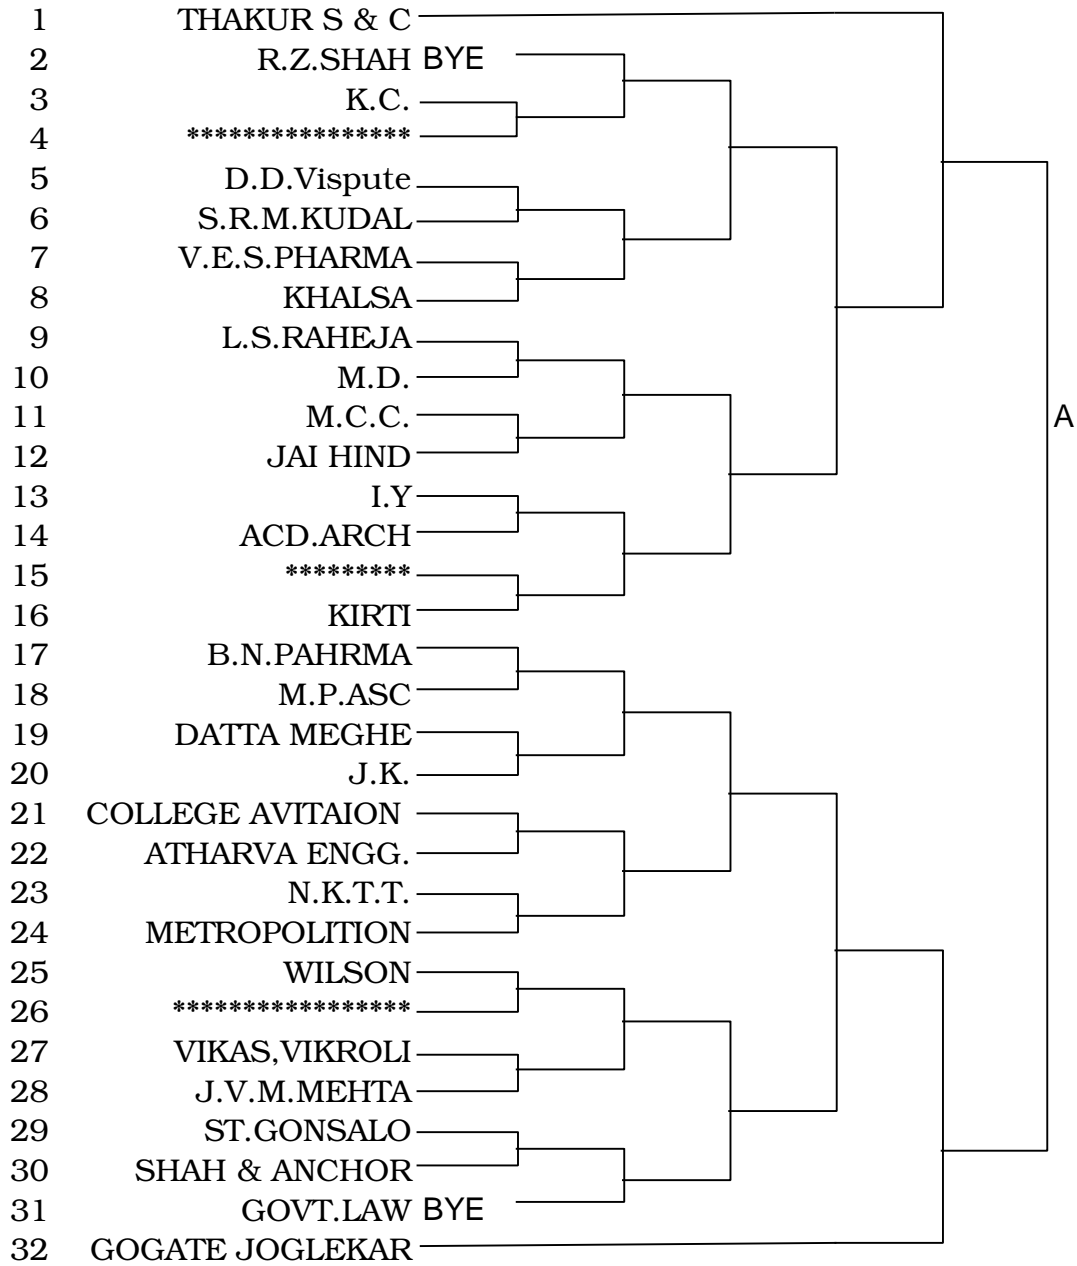 1 THAKUR S & C
2 R.Z.SHAH BYE
3 K.C.
4 ****************
5 D.D.Vispute
6 S.R.M.KUDAL
7 V.E.S.PHARMA
8 KHALSA
9 L.S.RAHEJA
10 M.D.
11 M.C.C.
A
12 JAI HIND
13 I.Y
14 ACD.ARCH
15 *********
16 KIRTI
17 B.N.PAHRMA
18 M.P.ASC
19 DATTA MEGHE
20 J.K.
21 COLLEGE AVITAION
22 ATHARVA ENGG.
23 N.K.T.T.
24 METROPOLITION
25 WILSON
26 *****************
27 VIKAS,VIKROLI
28 J.V.M.MEHTA
29 ST.GONSALO
30 SHAH & ANCHOR
31 GOVT.LAW BYE
32 GOGATE JOGLEKAR